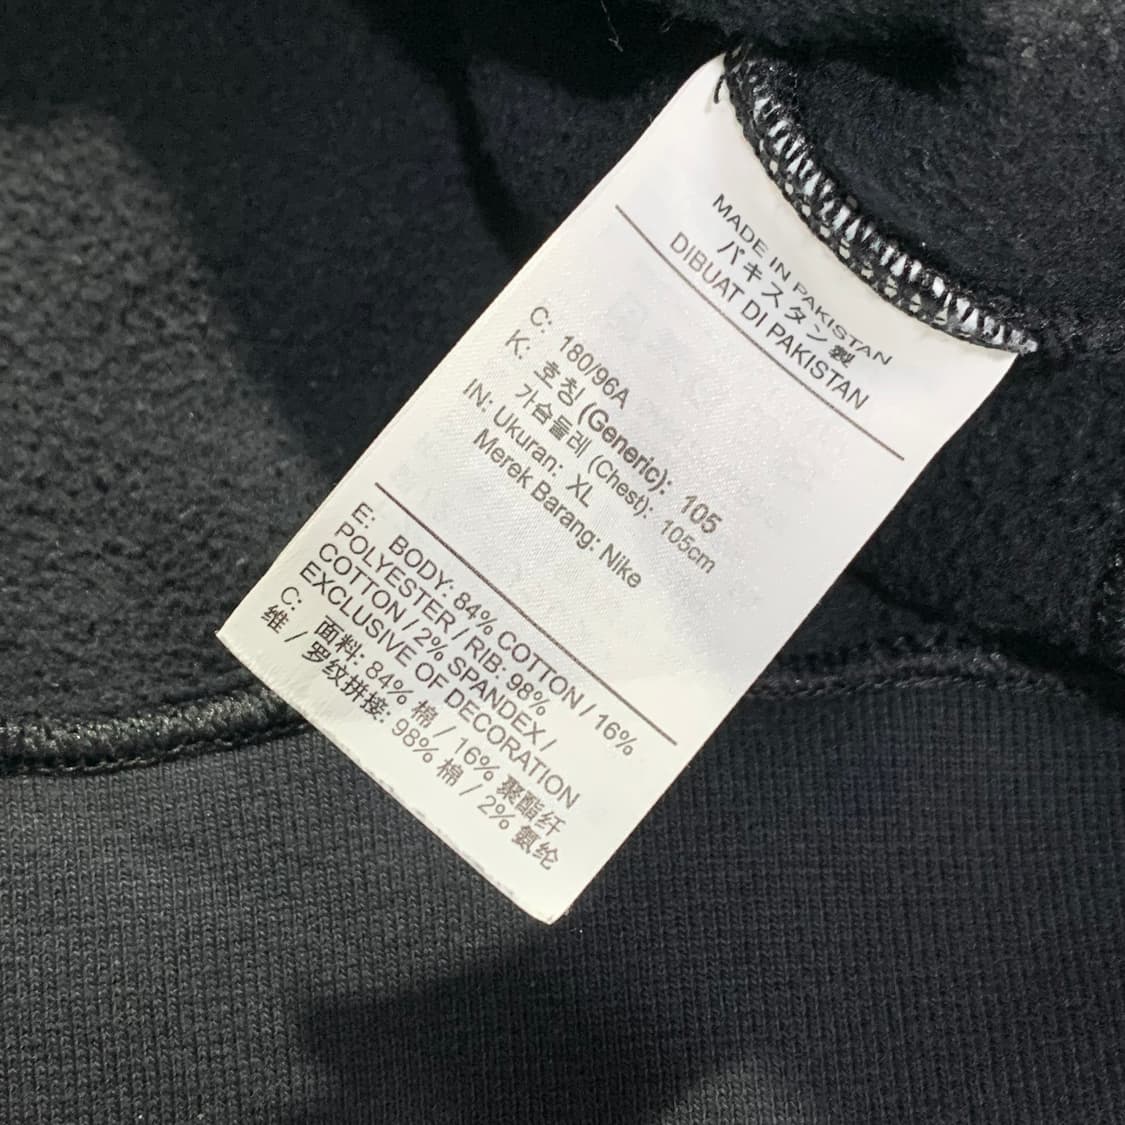 MADE IN PAKISTAN
パキスタン製
DIBUAT DI PAKISTAN
C: 180/96A
K: 호칭 (Generic): 105
가슴둘레 (Chest): 105cm
IN: Ukuran: XL
Merek Barang: Nike
E: BODY: 84% COTTON / 16%
POLYESTER / RIB: 98%
COTTON / 2% SPANDEX /
EXCLUSIVE OF DECORATION
C: 面料: 84% 棉 / 16% 聚酯纤
维 / 罗纹拼接: 98% 棉 / 2% 氨纶